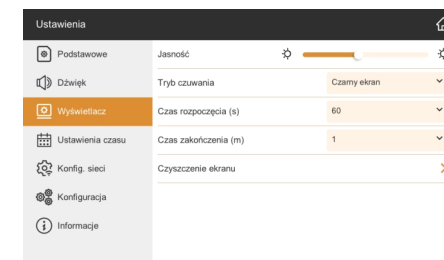 Ustawienia
Podstawowe
Jasność
Dźwięk
Tryb czuwania
Czarny ekran
Wyświetlacz
Czas rozpoczęcia (s)
60
Ustawienia czasu
Czas zakończenia (m)
1
Konfig. sieci
Czyszczenie ekranu
Konfiguracja
Informacje